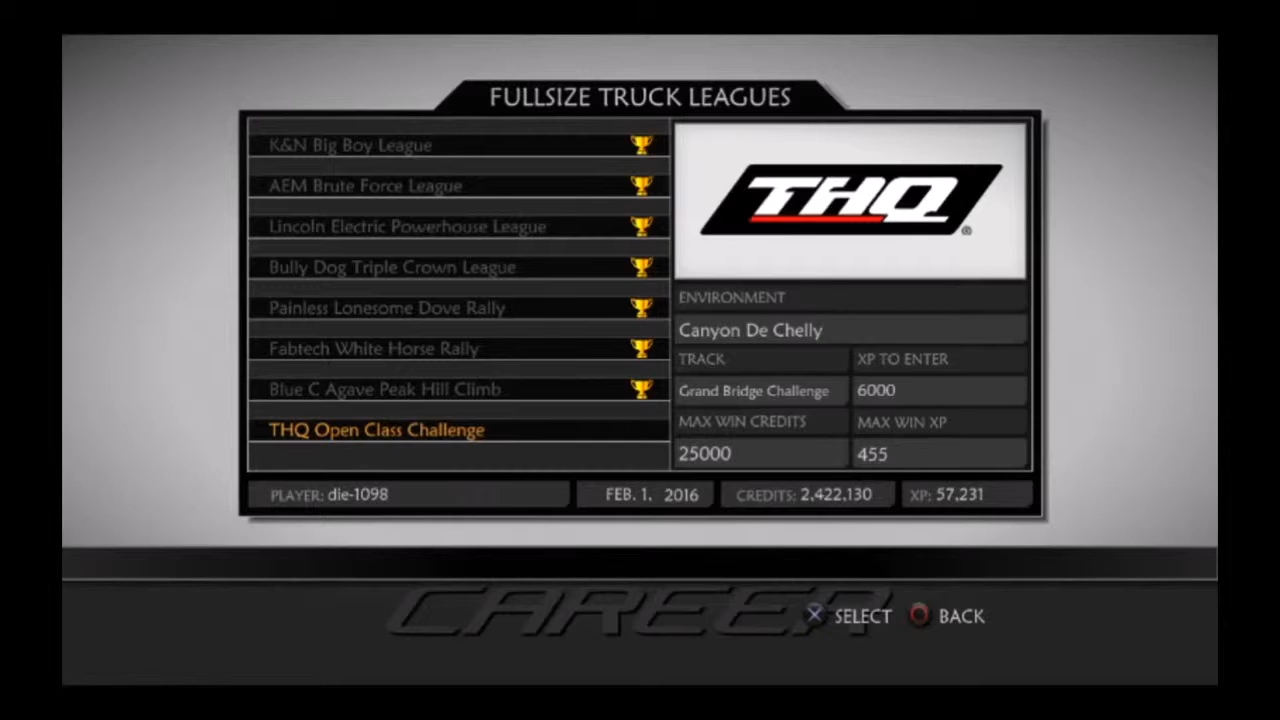 FULLSIZE TRUCK LEAGUES
K&N Big Boy League
AEM Brute Force League
Lincoln Electric Powerhouse League
Bully Dog Triple Crown League
Painless Lonesome Dove Rally
Fabtech White Horse Rally
Blue C Agave Peak Hill Climb
THQ Open Class Challenge
THQ ®
ENVIRONMENT
Canyon De Chelly
TRACK XP TO ENTER
Grand Bridge Challenge 6000
MAX WIN CREDITS MAX WIN XP
25000 455
PLAYER: die-1098 FEB. 1. 2016 CREDITS: 2,422,130 XP: 57,231
CAREER
SELECT BACK